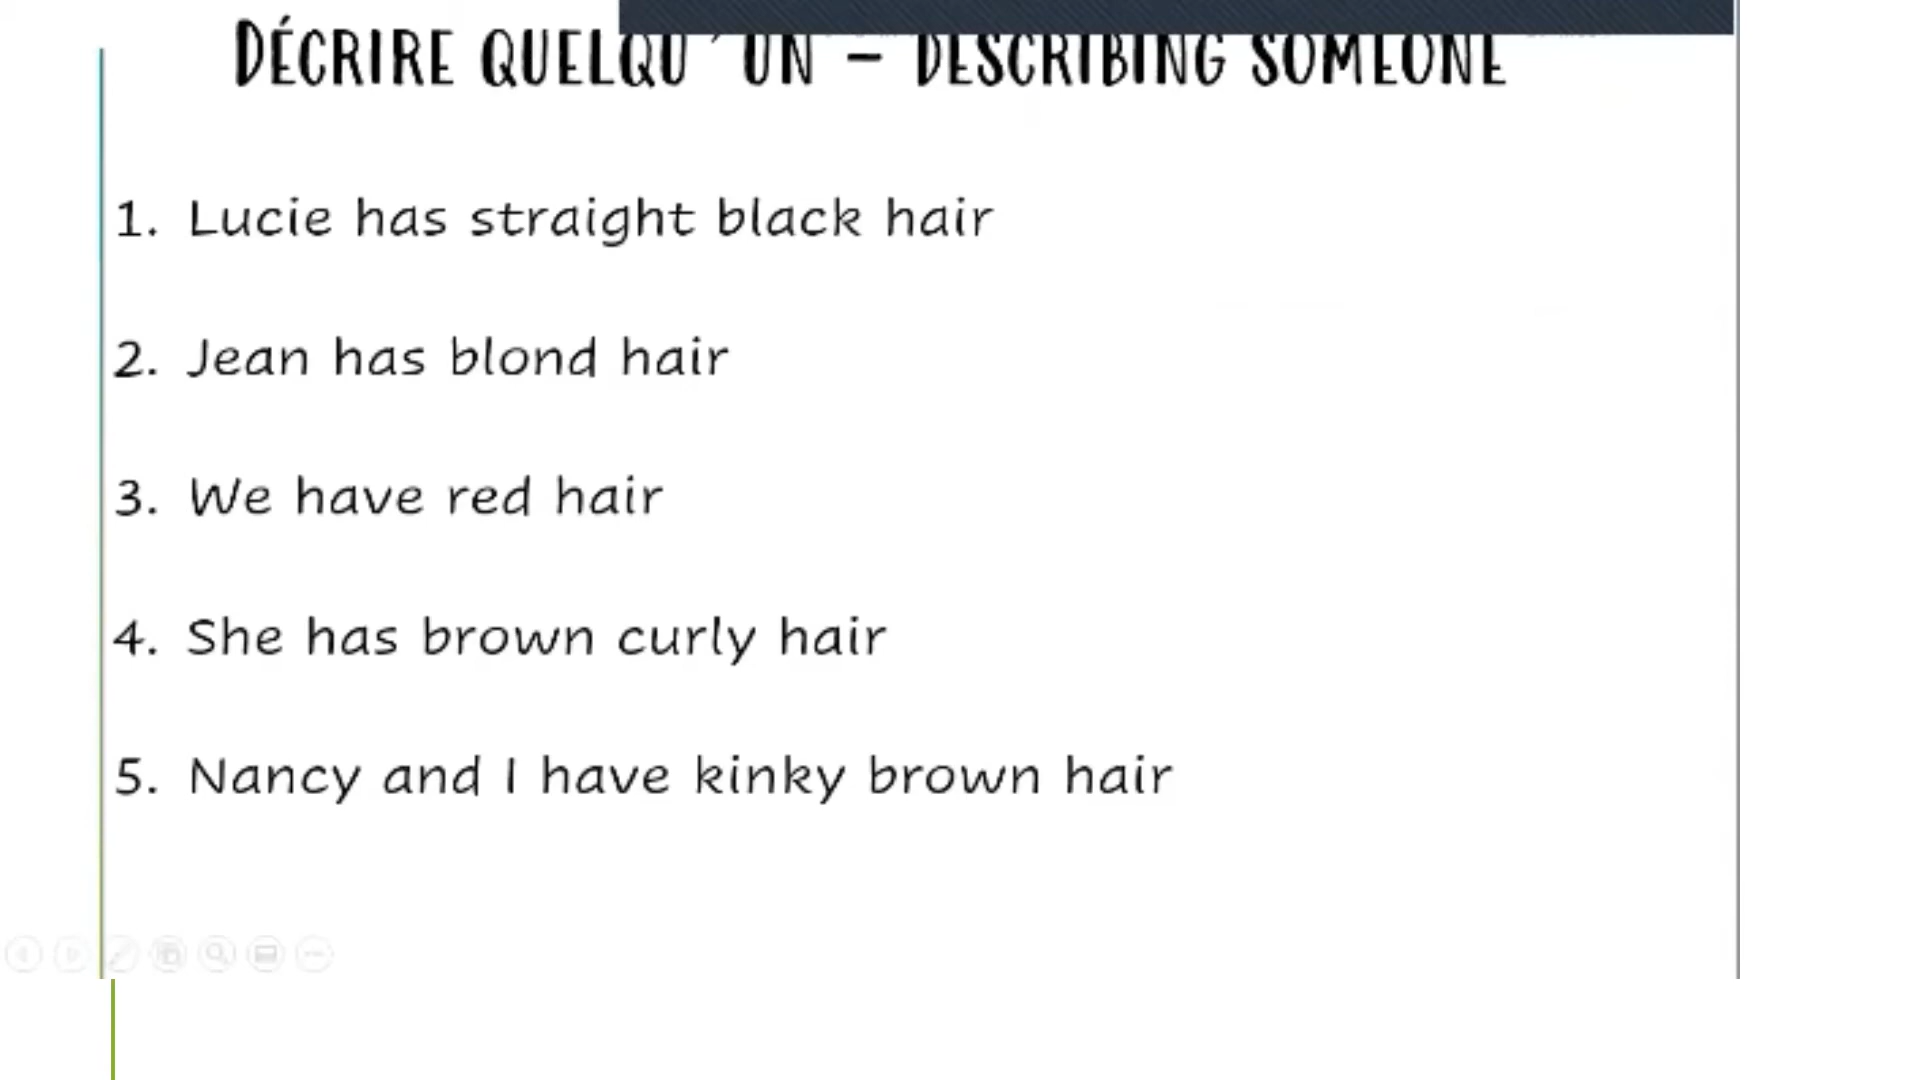 DÉCRIRE QUELQU'UN – DESCRIBING SOMEONE
1. Lucie has straight black hair
2. Jean has blond hair
3. We have red hair
4. She has brown curly hair
5. Nancy and I have kinky brown hair